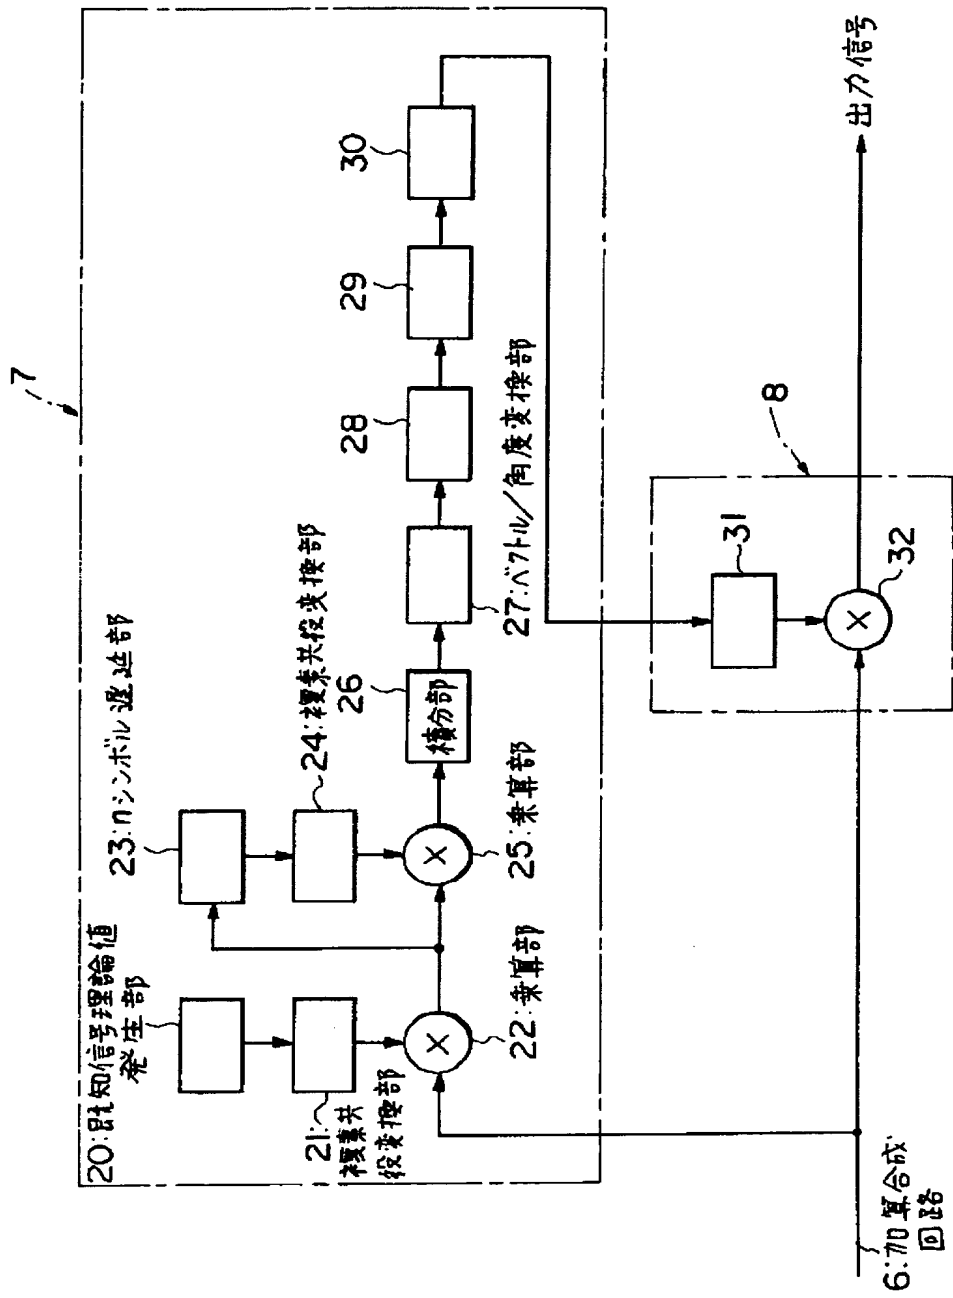 7
20:既知信号理論値
発生部
21:
複素共
役変換部
22:乗算部
23:nシンボル遅延部
24:複素共役変換部
25:乗算部
26
積分部
27:ベクトル/角度変換部
28
29
30
8
31
32
6:加算合成
回路
出力信号